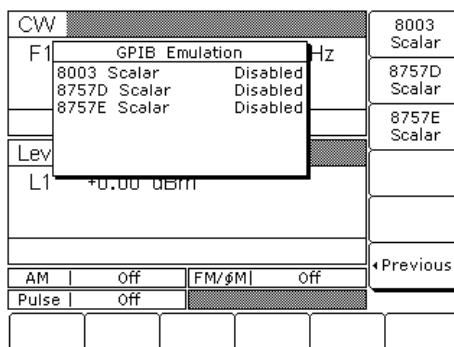 CW
8003
Scalar
F1
Hz
GPIB Emulation
8003 Scalar Disabled
8757D Scalar Disabled
8757E Scalar Disabled
8757D
Scalar
8757E
Scalar
Lev
L1 +0.00 dBm
Previous
AM | Off
FM/ϕM| Off
Pulse | Off